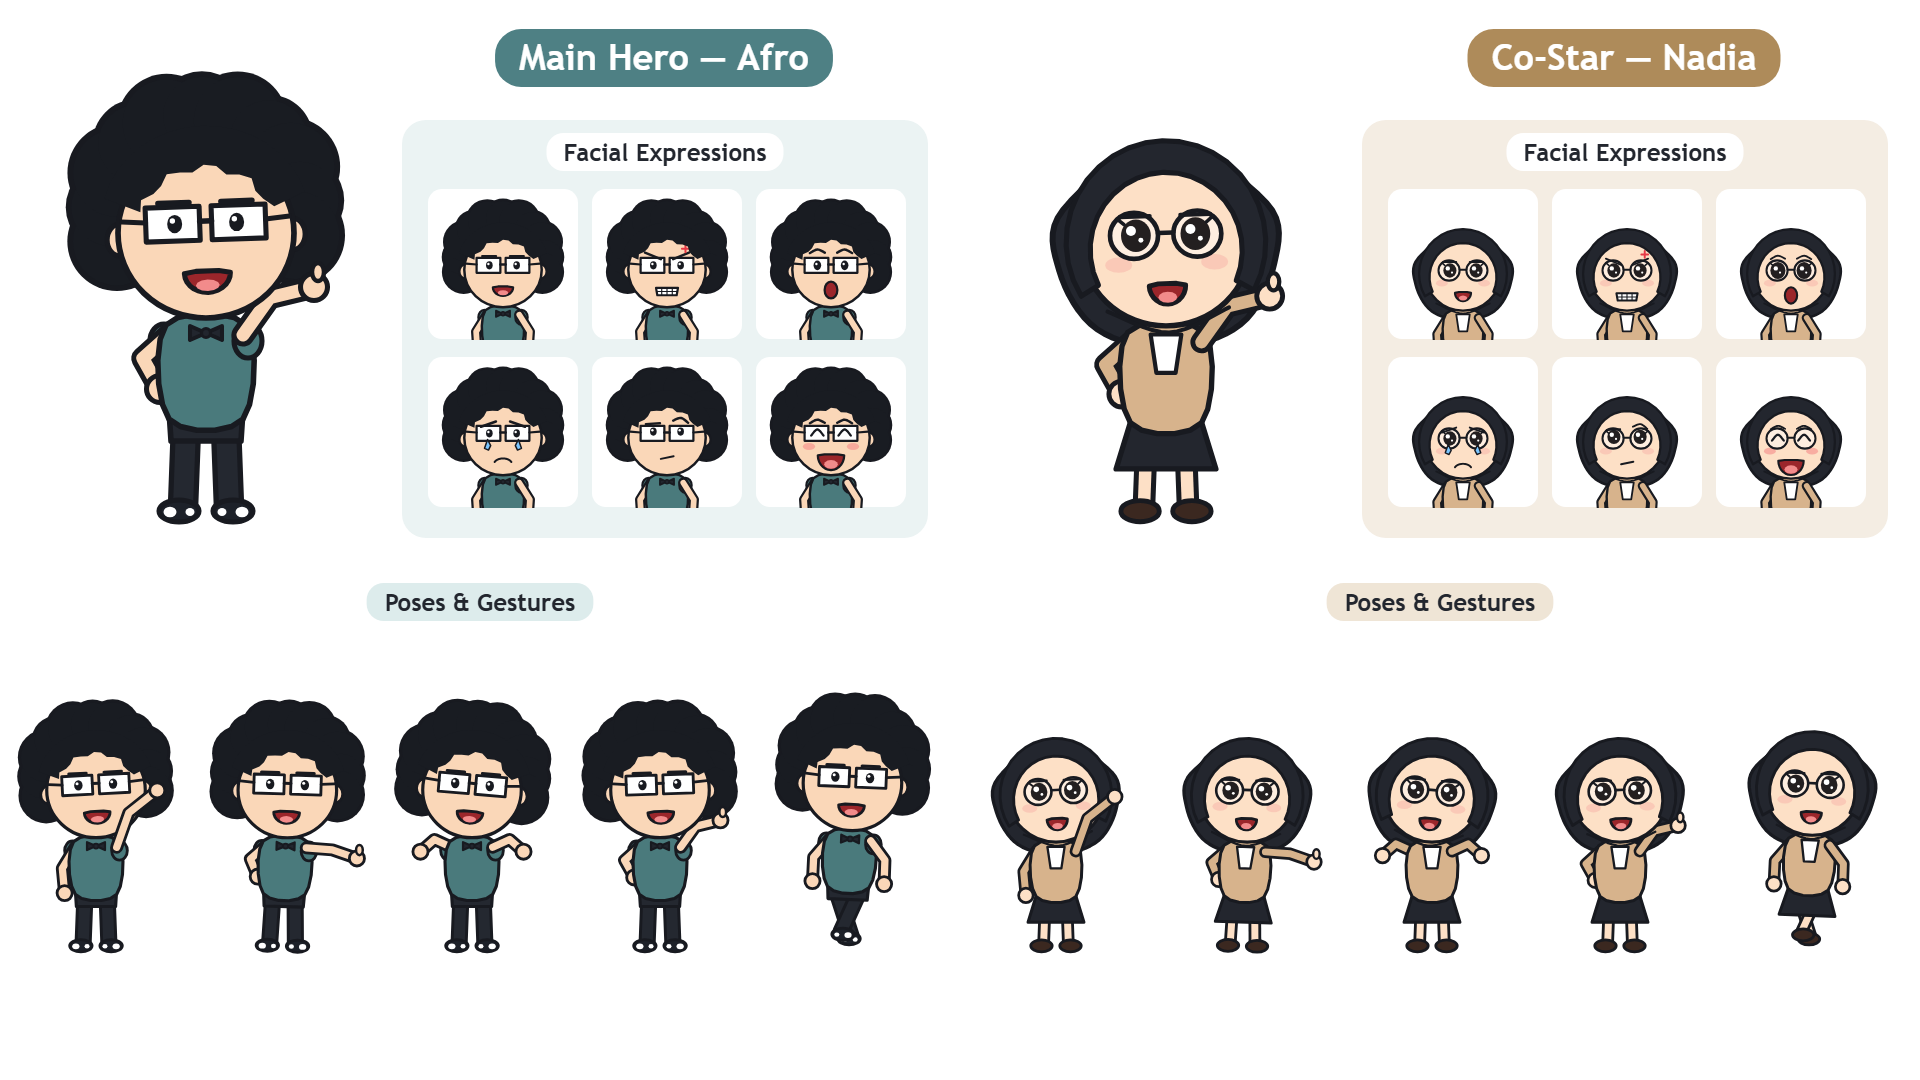 Main Hero — Afro
Facial Expressions
Poses & Gestures
Co-Star — Nadia
Facial Expressions
Poses & Gestures